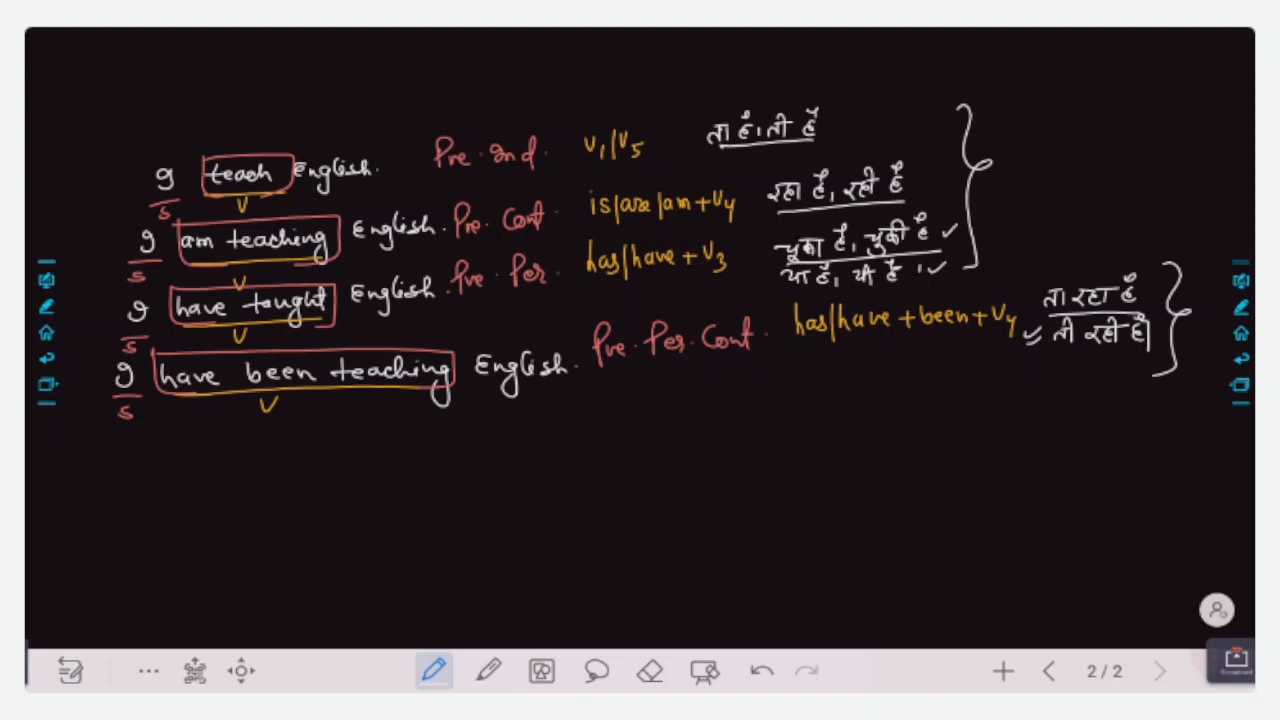 I teach English. Pre. Ind. V1/V5 ता है, ती है
S V
I am teaching English. Pre. Cont. is/are/am + V4 रहा है, रही है
S V
I have taught English. Pre. Per. has/have + V3 चूका है, चुकी है ✓
या है, यी है, ✓
S V
I have been teaching English. Pre. Per. Cont. has/have + been + V4 ता रहा है
ती रही है
S V
2/2